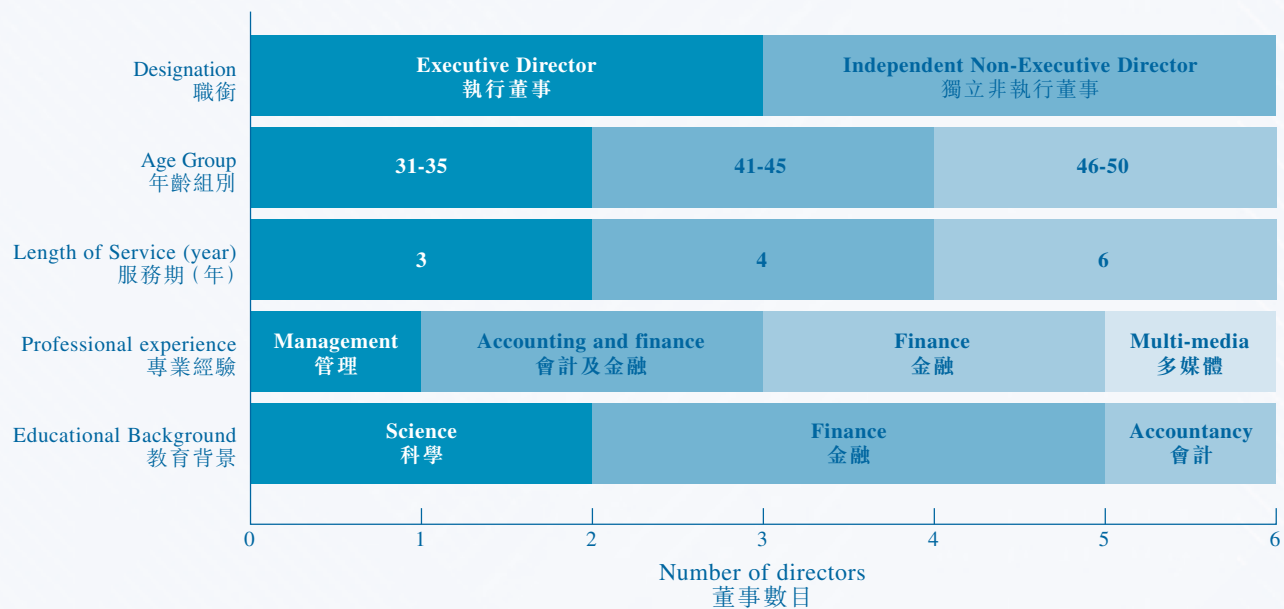 Designation
職銜
Executive Director
執行董事
Independent Non-Executive Director
獨立非執行董事
Age Group
年齡組別
31-35
41-45
46-50
Length of Service (year)
服務期（年）
3
4
6
Professional experience
專業經驗
Management
管理
Accounting and finance
會計及金融
Finance
金融
Multi-media
多媒體
Educational Background
教育背景
Science
科學
Finance
金融
Accountancy
會計
0 1 2 3 4 5 6
Number of directors
董事數目